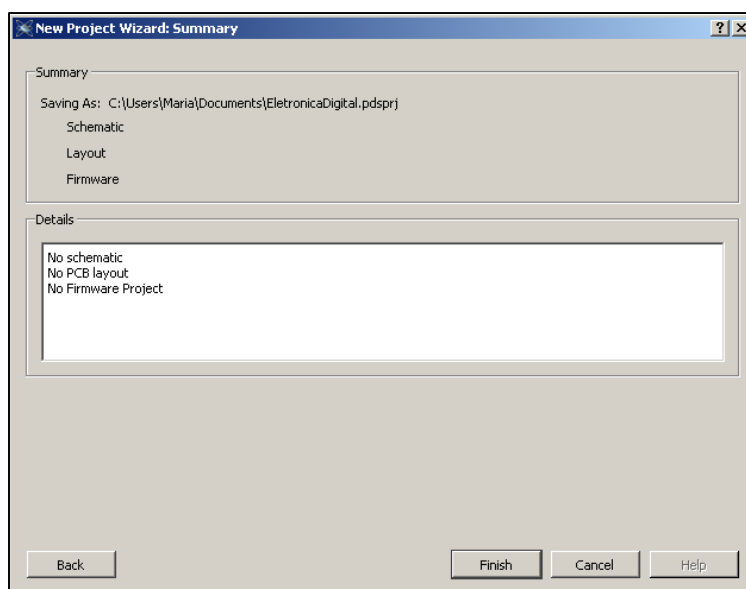 New Project Wizard: Summary
Summary
Saving As: C:\Users\Maria\Documents\EletronicaDigital.pdsprj
Schematic
Layout
Firmware
Details
No schematic
No PCB layout
No Firmware Project
Back Finish Cancel Help